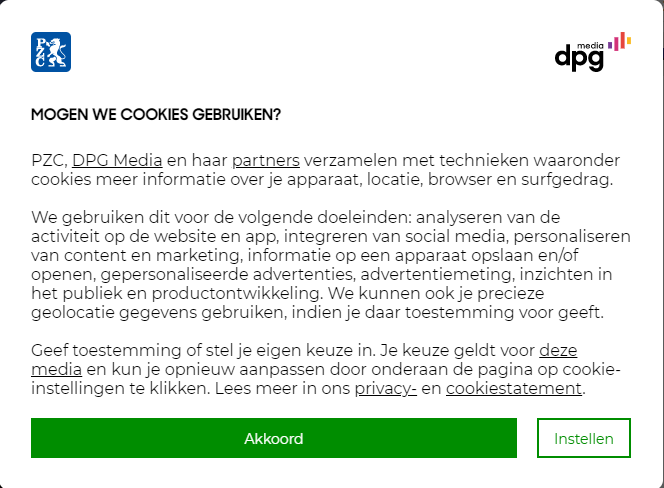 PZC
media
dpg
MOGEN WE COOKIES GEBRUIKEN?
PZC, DPG Media en haar partners verzamelen met technieken waaronder
cookies meer informatie over je apparaat, locatie, browser en surfgedrag.
We gebruiken dit voor de volgende doeleinden: analyseren van de
activiteit op de website en app, integreren van social media, personaliseren
van content en marketing, informatie op een apparaat opslaan en/of
openen, gepersonaliseerde advertenties, advertentiemeting, inzichten in
het publiek en productontwikkeling. We kunnen ook je precieze
geolocatie gegevens gebruiken, indien je daar toestemming voor geeft.
Geef toestemming of stel je eigen keuze in. Je keuze geldt voor deze
media en kun je opnieuw aanpassen door onderaan de pagina op cookie-
instellingen te klikken. Lees meer in ons privacy- en cookiestatement.
Akkoord
Instellen